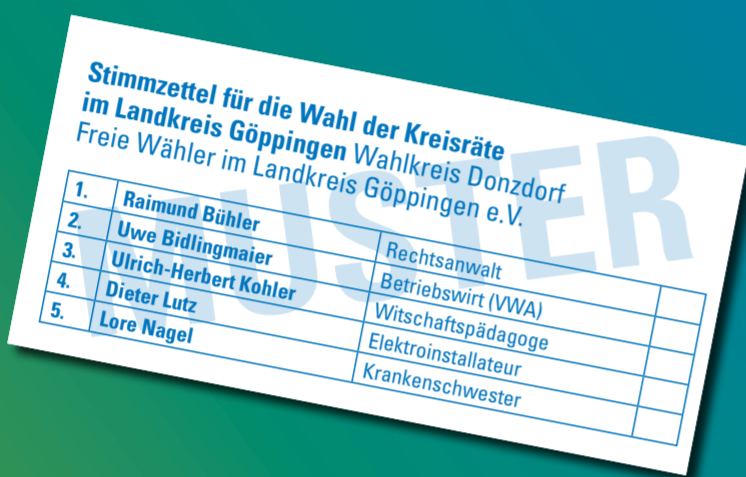 Stimmzettel für die Wahl der Kreisräte
im Landkreis Göppingen Wahlkreis Donzdorf
Freie Wähler im Landkreis Göppingen e.V.
1. Raimund Bühler Rechtsanwalt
2. Uwe Bidlingmaier Betriebswirt (VWA)
3. Ulrich-Herbert Kohler Witschaftspädagoge
4. Dieter Lutz Elektroinstallateur
5. Lore Nagel Krankenschwester
MUSTER